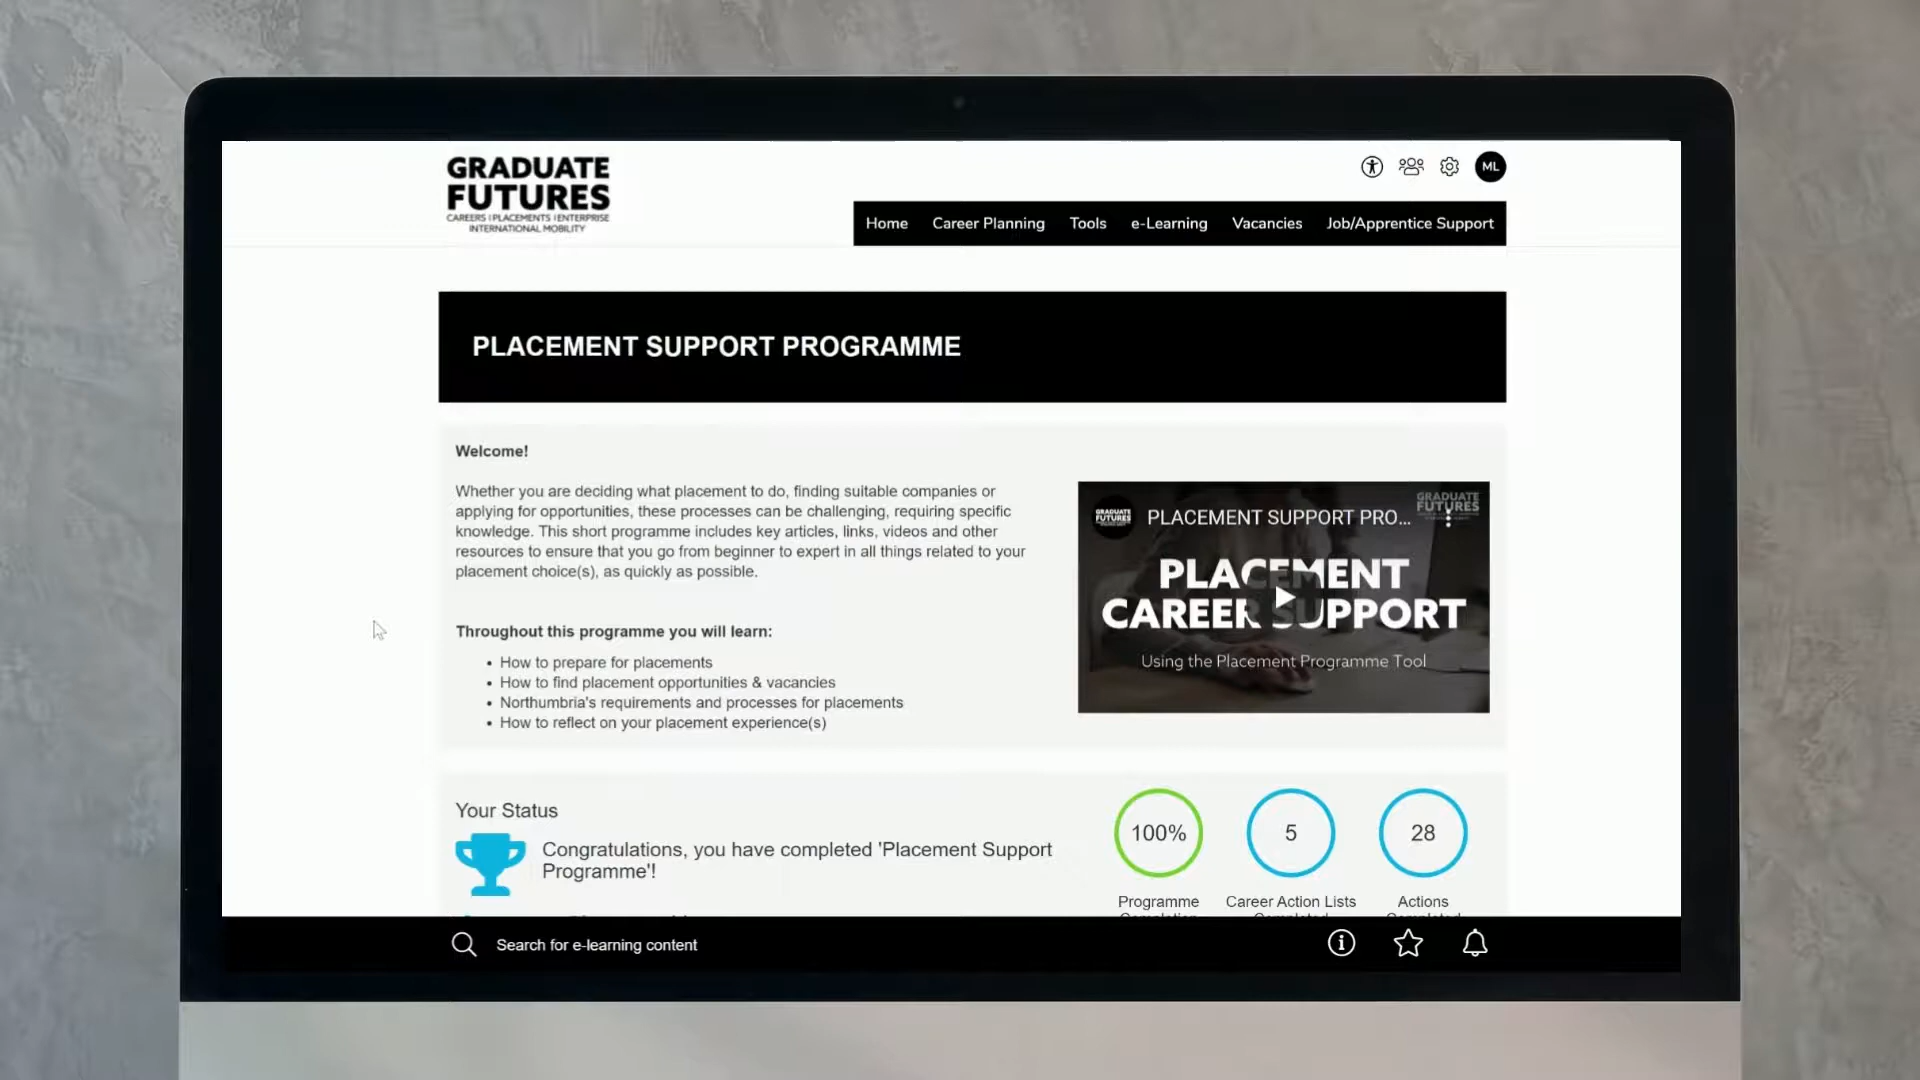 GRADUATE
FUTURES
CAREERS | PLACEMENTS | ENTERPRISE
INTERNATIONAL MOBILITY
ML
Home Career Planning Tools e-Learning Vacancies Job/Apprentice Support
PLACEMENT SUPPORT PROGRAMME
Welcome!
Whether you are deciding what placement to do, finding suitable companies or
applying for opportunities, these processes can be challenging, requiring specific
knowledge. This short programme includes key articles, links, videos and other
resources to ensure that you go from beginner to expert in all things related to your
placement choice(s), as quickly as possible.
Throughout this programme you will learn:
• How to prepare for placements
• How to find placement opportunities & vacancies
• Northumbria's requirements and processes for placements
• How to reflect on your placement experience(s)
GRADUATE
FUTURES
PLACEMENT SUPPORT PRO...
GRADUATE
FUTURES
PLACEMENT
CAREER SUPPORT
Using the Placement Programme Tool
Your Status
Congratulations, you have completed 'Placement Support
Programme'!
100% 5 28
Programme Career Action Lists Actions
Completion Completed Completed
Search for e-learning content